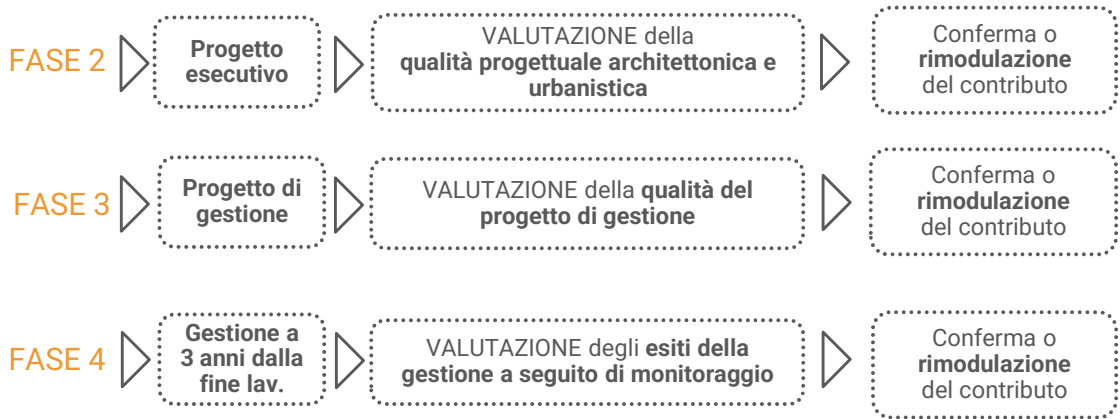 FASE 2
Progetto
esecutivo
VALUTAZIONE della
qualità progettuale architettonica e
urbanistica
Conferma o
rimodulazione
del contributo
FASE 3
Progetto di
gestione
VALUTAZIONE della qualità del
progetto di gestione
Conferma o
rimodulazione
del contributo
FASE 4
Gestione a
3 anni dalla
fine lav.
VALUTAZIONE degli esiti della
gestione a seguito di monitoraggio
Conferma o
rimodulazione
del contributo